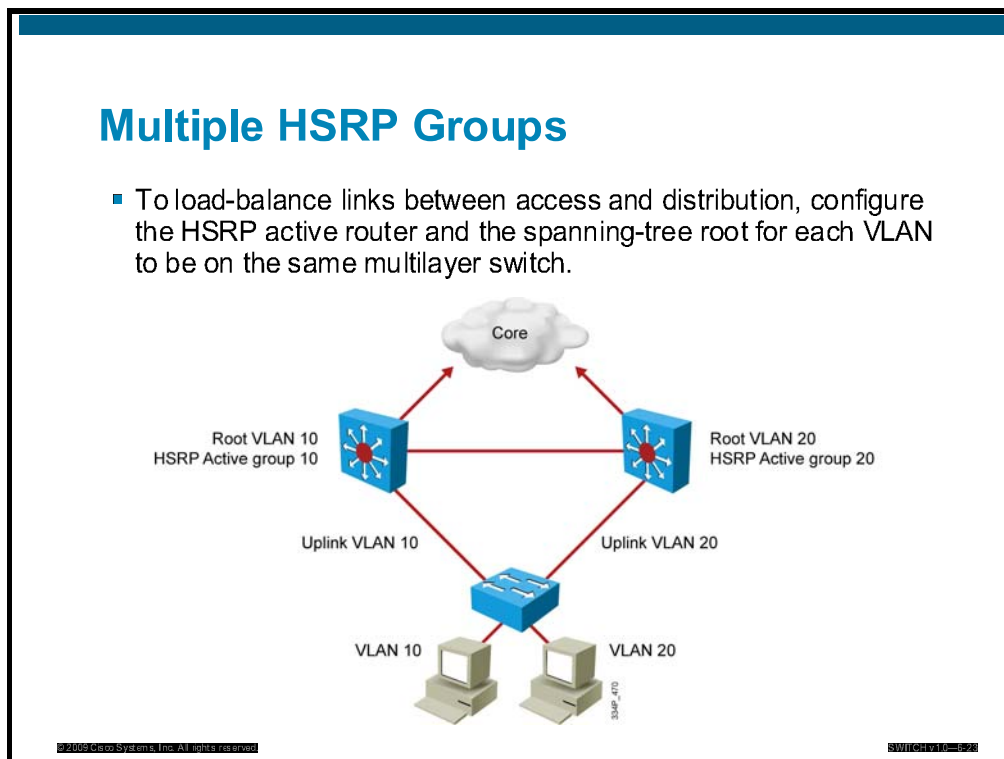 Multiple HSRP Groups
To load-balance links between access and distribution, configure
the HSRP active router and the spanning-tree root for each VLAN
to be on the same multilayer switch.
Core
Root VLAN 10
HSRP Active group 10
Root VLAN 20
HSRP Active group 20
Uplink VLAN 10
Uplink VLAN 20
VLAN 10
VLAN 20
334P_470
© 2009 Cisco Systems, Inc. All rights reserved.
SWITCH v1.0—6-23